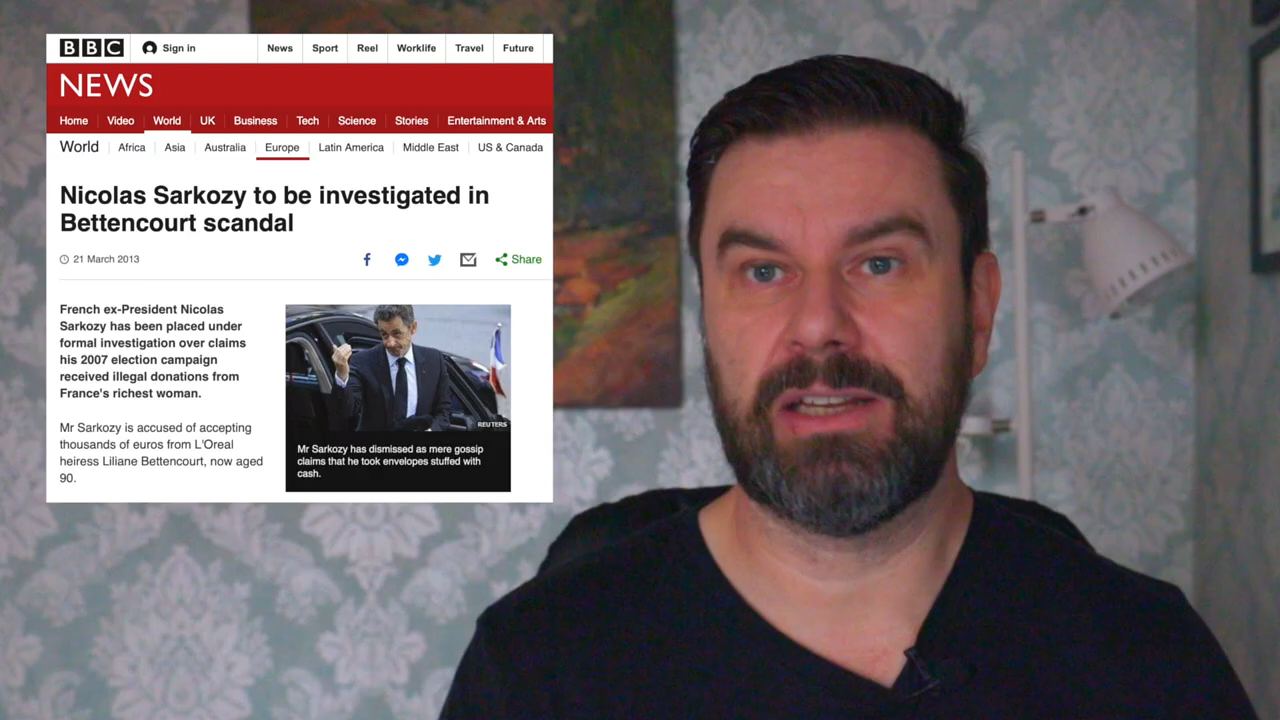 BBC Sign in News Sport Reel Worklife Travel Future
NEWS
Home Video World UK Business Tech Science Stories Entertainment & Arts
World Africa Asia Australia Europe Latin America Middle East US & Canada
Nicolas Sarkozy to be investigated in
Bettencourt scandal
21 March 2013 Share
French ex-President Nicolas
Sarkozy has been placed under
formal investigation over claims
his 2007 election campaign
received illegal donations from
France's richest woman.
Mr Sarkozy is accused of accepting
thousands of euros from L'Oreal
heiress Liliane Bettencourt, now aged
90.
REUTERS
Mr Sarkozy has dismissed as mere gossip
claims that he took envelopes stuffed with
cash.